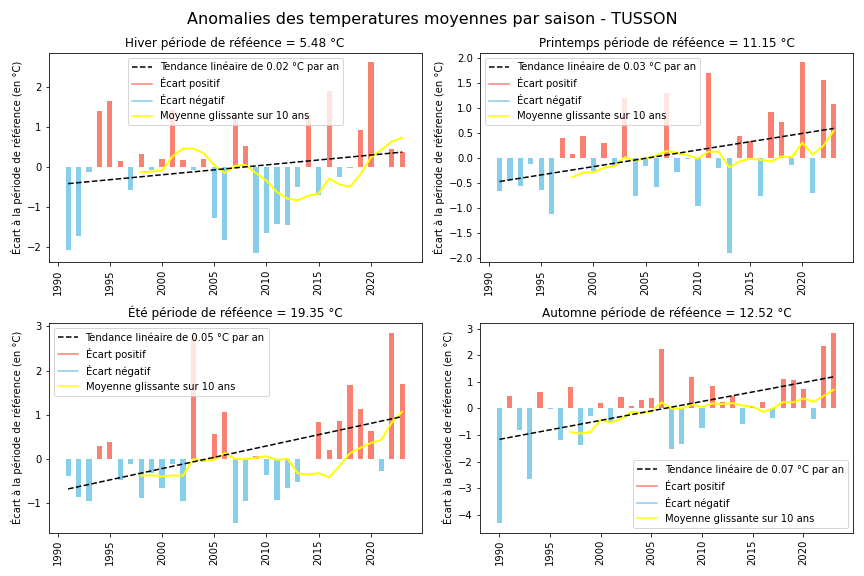 Anomalies des temperatures moyennes par saison - TUSSON
Hiver période de référence = 5.48 °C
Écart à la période de référence (en °C)
Tendance linéaire de 0.02 °C par an
Écart positif
Écart négatif
Moyenne glissante sur 10 ans
2
1
0
−1
−2
1990
1995
2000
2005
2010
2015
2020
Printemps période de réféence = 11.15 °C
Écart à la période de référence (en °C)
Tendance linéaire de 0.03 °C par an
Écart positif
Écart négatif
Moyenne glissante sur 10 ans
2.0
1.5
1.0
0.5
0.0
−0.5
−1.0
−1.5
−2.0
1990
1995
2000
2005
2010
2015
2020
Été période de réféence = 19.35 °C
Écart à la période de référence (en °C)
Tendance linéaire de 0.05 °C par an
Écart positif
Écart négatif
Moyenne glissante sur 10 ans
3
2
1
0
−1
1990
1995
2000
2005
2010
2015
2020
Automne période de réféence = 12.52 °C
Écart à la période de référence (en °C)
3
2
1
0
−1
−2
−3
−4
Tendance linéaire de 0.07 °C par an
Écart positif
Écart négatif
Moyenne glissante sur 10 ans
1990
1995
2000
2005
2010
2015
2020